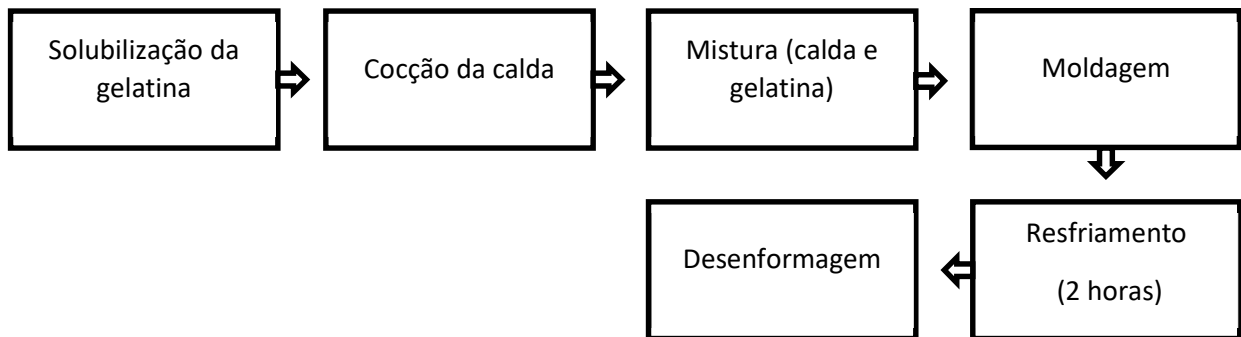 Solubilização da
gelatina
Cocção da calda
Mistura (calda e
gelatina)
Moldagem
Resfriamento
(2 horas)
Desenformagem